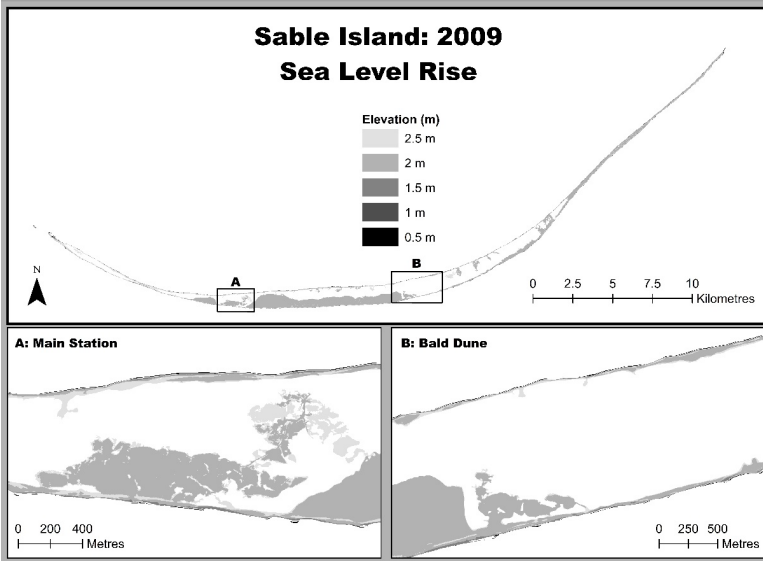 Sable Island: 2009
Sea Level Rise
Elevation (m)
2.5 m
2 m
1.5 m
1 m
0.5 m
A
B
N
0 2.5 5 7.5 10
Kilometres
A: Main Station
0 200 400
Metres
B: Bald Dune
0 250 500
Metres